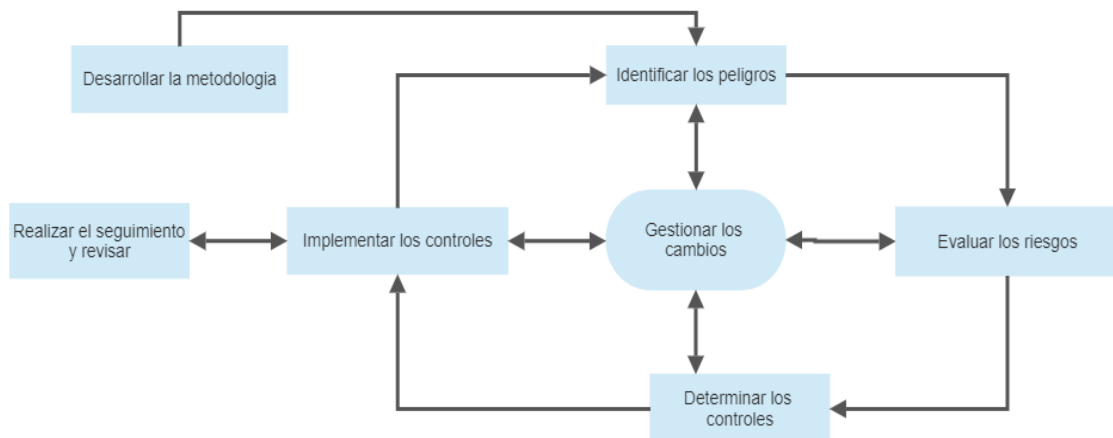 Desarrollar la metodologia
Identificar los peligros
Realizar el seguimiento
y revisar
Implementar los controles
Gestionar los
cambios
Evaluar los riesgos
Determinar los
controles